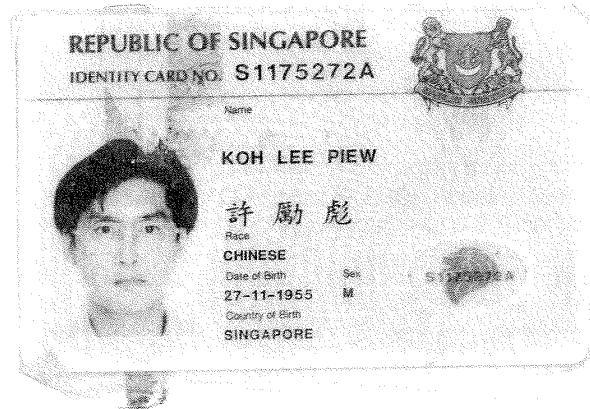 REPUBLIC OF SINGAPORE
IDENTITY CARD NO. S1175272A
Name
KOH LEE PIEW
許 勵 彪
Race
CHINESE
Date of Birth Sex
27-11-1955 M
S1175272A
Country of Birth
SINGAPORE